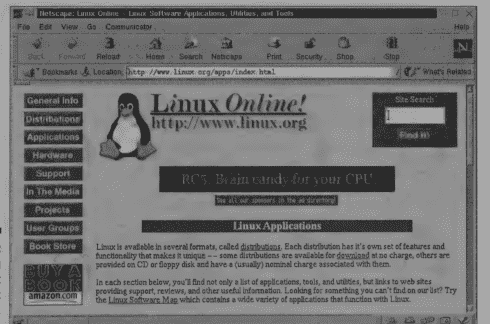 Netscape: Linux Online - Linux Software Applications, Utilities, and Tools
File Edit View Go Communicator Help
Back Forward Reload Home Search Netscape Print Security Shop Stop
Bookmarks Location: http://www.linux.org/apps/index.html What's Related
General Info
Distributions
Applications
Hardware
Support
In The Media
Projects
User Groups
Book Store
BUY A BOOK
amazon.com
Linux Online!
http://www.linux.org
Site Search
Find It!
RC5. Brain candy for your CPU.
See all our sponsors in the ad directory!
Linux Applications
Linux is available in several formats, called distributions. Each distribution has it's own set of features and
functionality that makes it unique -- some distributions are available for download at no charge, others are
provided on CD or floppy disk and have a (usually) nominal charge associated with them.
In each section below, you'll find not only a list of applications, tools, and utilities, but links to web sites
providing support, reviews, and other useful information. Looking for something you can't find on our list? Try
the Linux Software Map which contains a wide variety of applications that function with Linux.